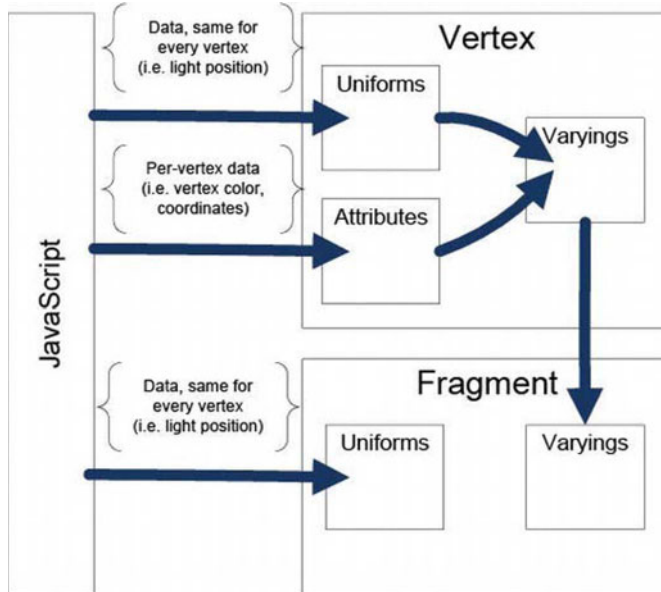 Data, same for
every vertex
(i.e. light position)
Vertex
Uniforms
Varyings
Per-vertex data
(i.e. vertex color,
coordinates)
Attributes
JavaScript
Data, same for
every vertex
(i.e. light position)
Fragment
Uniforms
Varyings